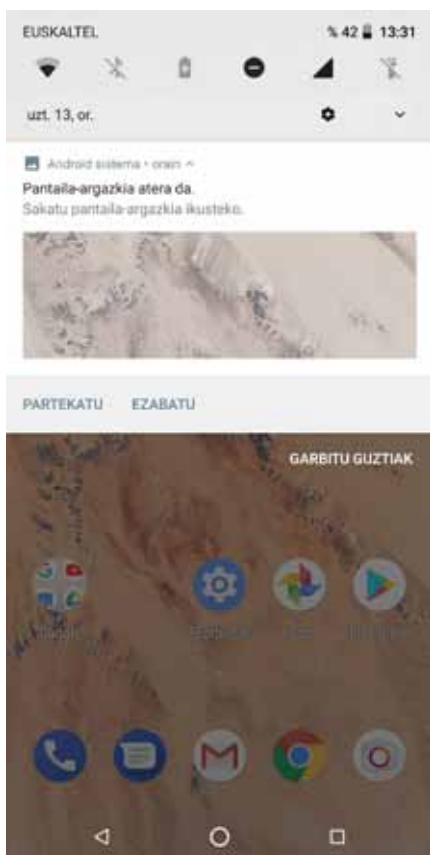 EUSKALTEL
% 42 13:31
uzt. 13, or.
Android sistema • orain
Pantaila-argazkia atera da.
Sakatu pantaila-argazkia ikusteko.
PARTEKATU EZABATU
GARBITU GUZTIAK